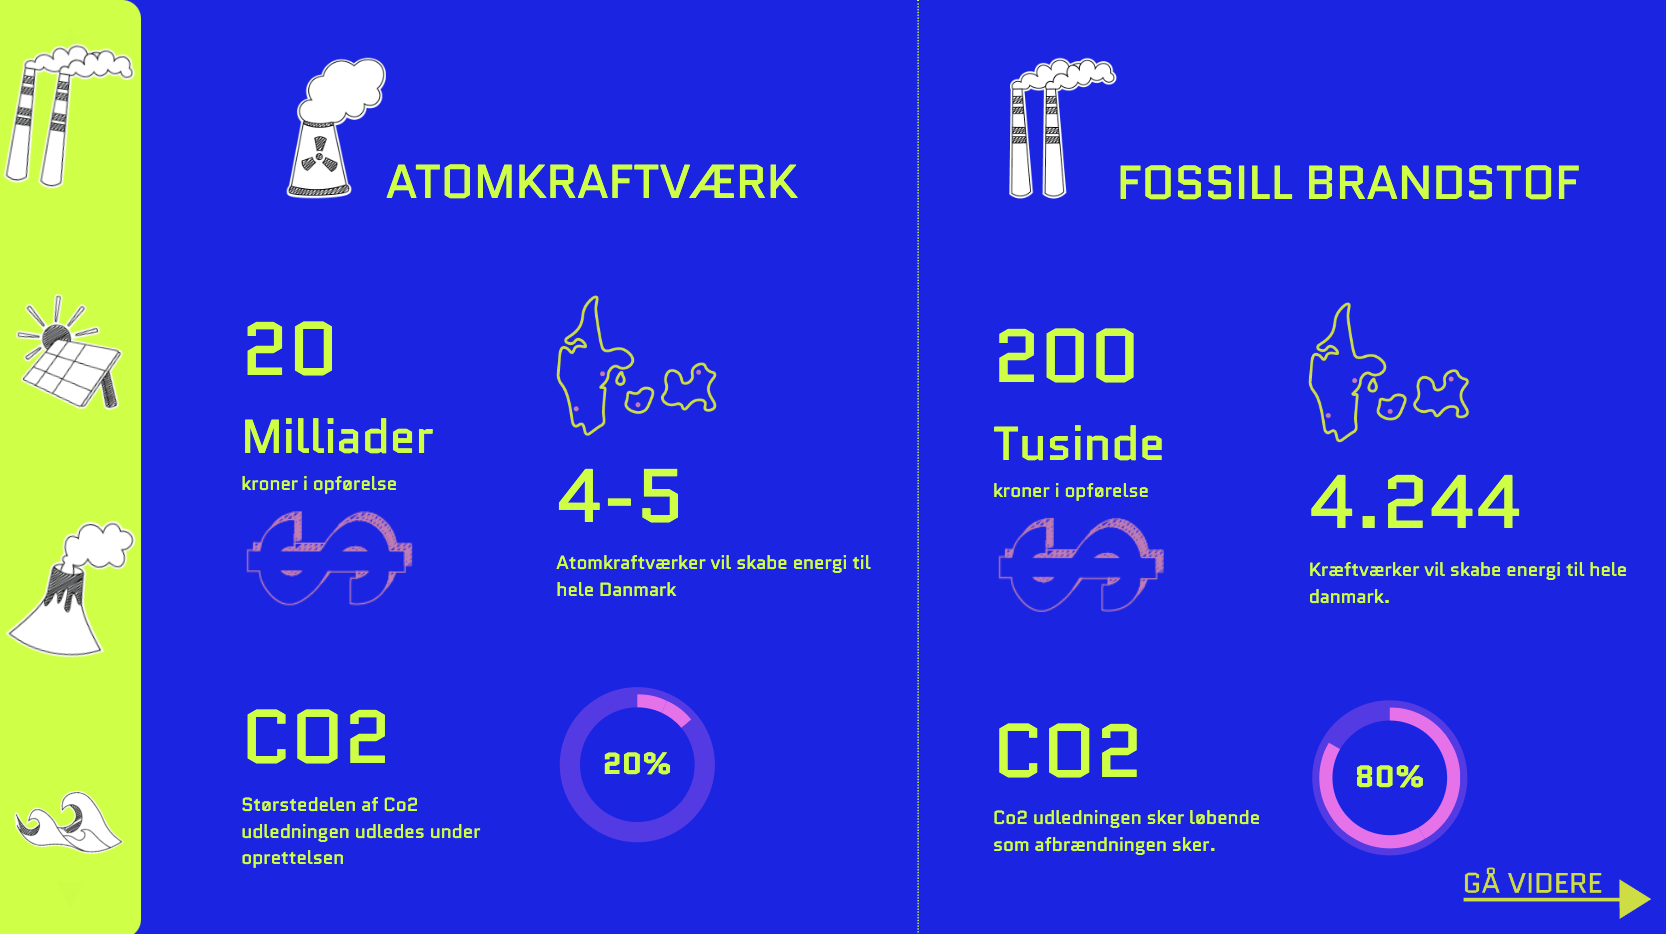 ATOMKRAFTVÆRK
20
Milliader
kroner i opførelse
4-5
Atomkraftværker vil skabe energi til
hele Danmark
CO2
Størstedelen af Co2
udledningen udledes under
oprettelsen
20%
FOSSILL BRANDSTOF
200
Tusinde
kroner i opførelse
4.244
Kræftværker vil skabe energi til hele
danmark.
CO2
Co2 udledningen sker løbende
som afbrændningen sker.
80%
GÅ VIDERE